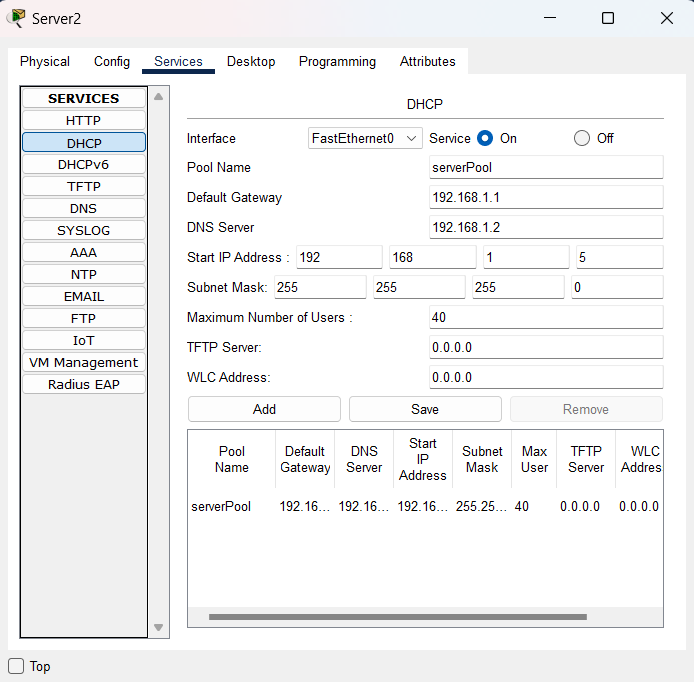 Server2
Physical Config Services Desktop Programming Attributes
SERVICES
HTTP
DHCP
DHCPv6
TFTP
DNS
SYSLOG
AAA
NTP
EMAIL
FTP
IoT
VM Management
Radius EAP
DHCP
Interface FastEthernet0 Service On Off
Pool Name serverPool
Default Gateway 192.168.1.1
DNS Server 192.168.1.2
Start IP Address : 192 168 1 5
Subnet Mask: 255 255 255 0
Maximum Number of Users : 40
TFTP Server: 0.0.0.0
WLC Address: 0.0.0.0
Add Save Remove
Pool Name Default Gateway DNS Server Start IP Address Subnet Mask Max User TFTP Server WLC Addres
serverPool 192.16... 192.16... 192.16... 255.25... 40 0.0.0.0 0.0.0.0
Top